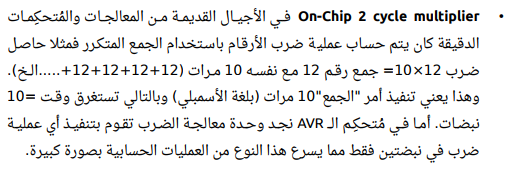 • On-Chip 2 cycle multiplier في الأجيال القديمة من المعالجات والمُتحكِمات
الدقيقة كان يتم حساب عملية ضرب الأرقام باستخدام الجمع المتكرر فمثلا حاصل
ضرب 12×10= جمع رقم 12 مع نفسه 10 مرات (12+12+12+12+.....الخ).
وهذا يعني تنفيذ أمر "الجمع"10 مرات (بلغة الأسمبلي) وبالتالي تستغرق وقت =10
نبضات. أما في مُتحكِم الـ AVR نجد وحدة معالجة الضرب تقوم بتنفيذ أي عملية
ضرب في نبضتين فقط مما يسرع هذا النوع من العمليات الحسابية بصورة كبيرة.